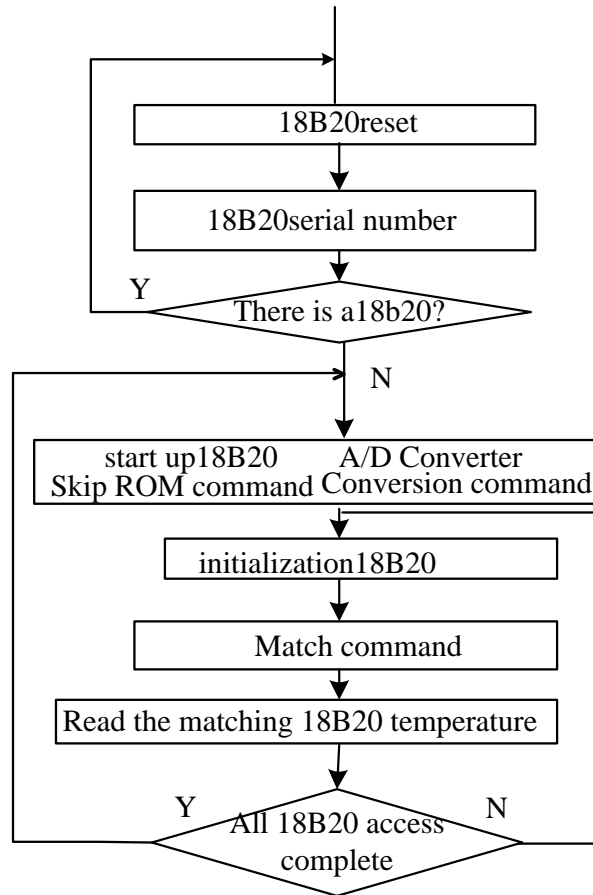 18B20reset
18B20serial number
Y
There is a18b20?
N
start up18B20 A/D Converter
Skip ROM command Conversion command
initialization18B20
Match command
Read the matching 18B20 temperature
Y
N
All 18B20 access
complete